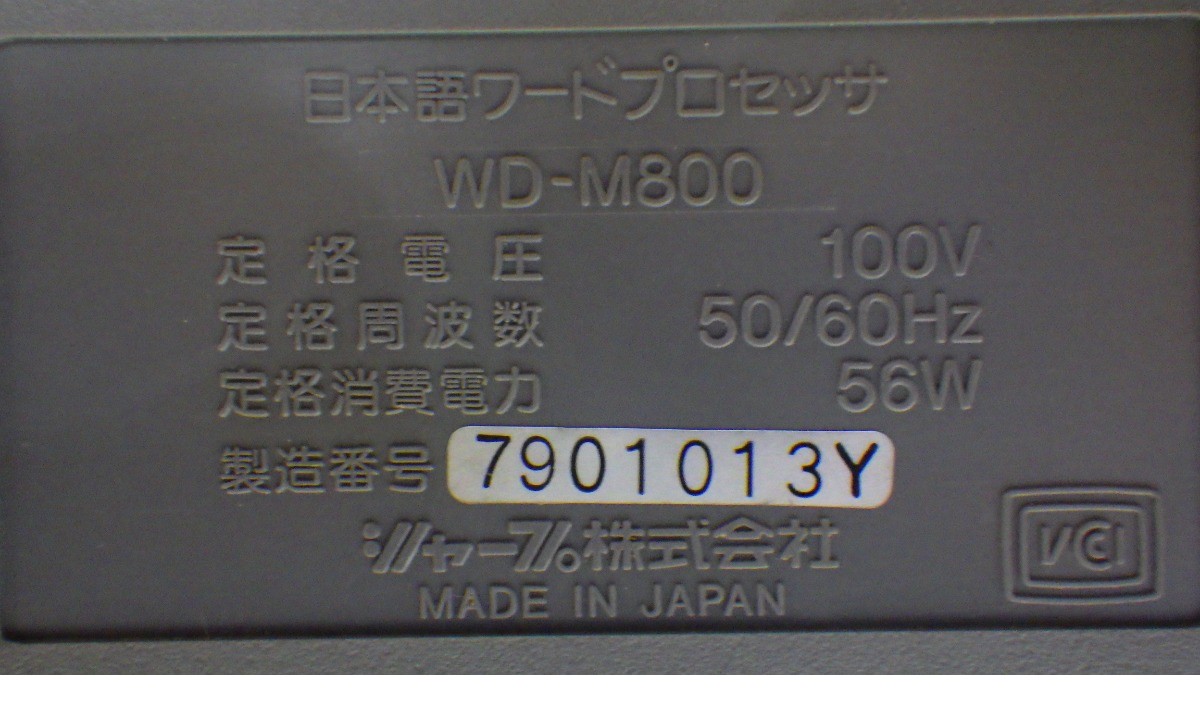 日本語ワードプロセッサ
WD-M800
定格電圧 100V
定格周波数 50/60Hz
定格消費電力 56W
製造番号 7901013Y
シャープ株式会社
MADE IN JAPAN
VCI